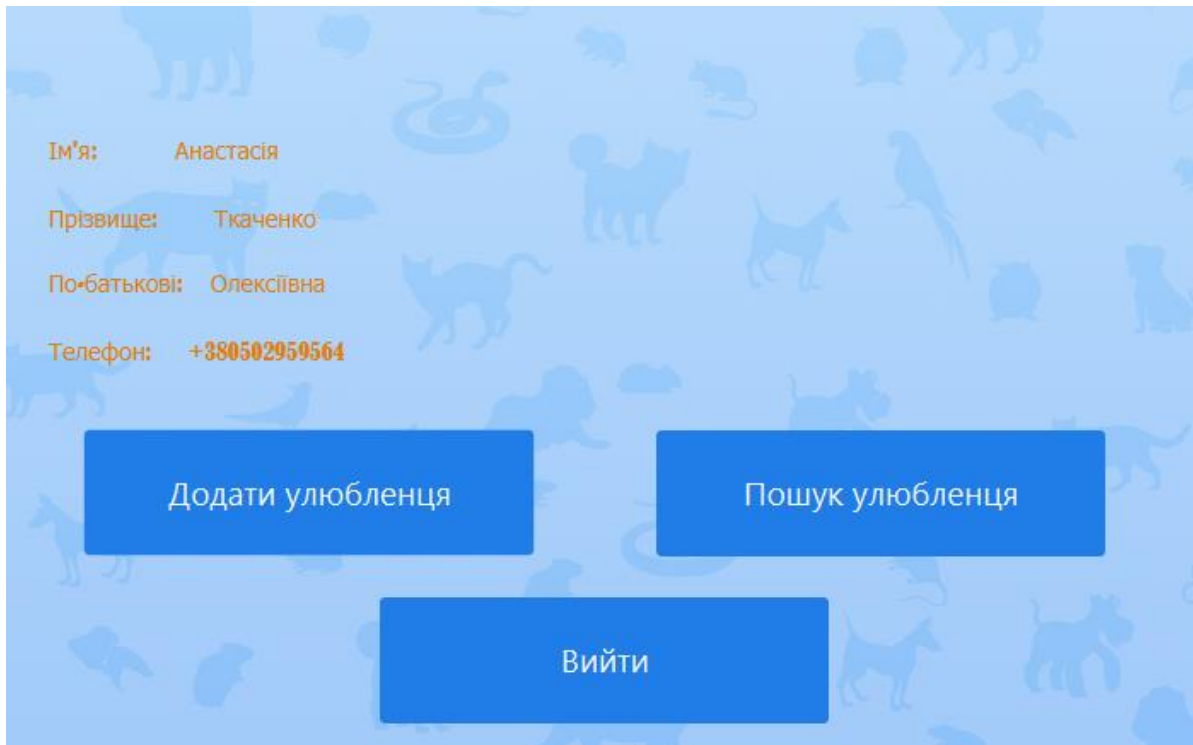 Ім'я: Анастасія
Прізвище: Ткаченко
По-батькові: Олексіївна
Телефон: +380502959564
Додати улюбленця
Пошук улюбленця
Вийти